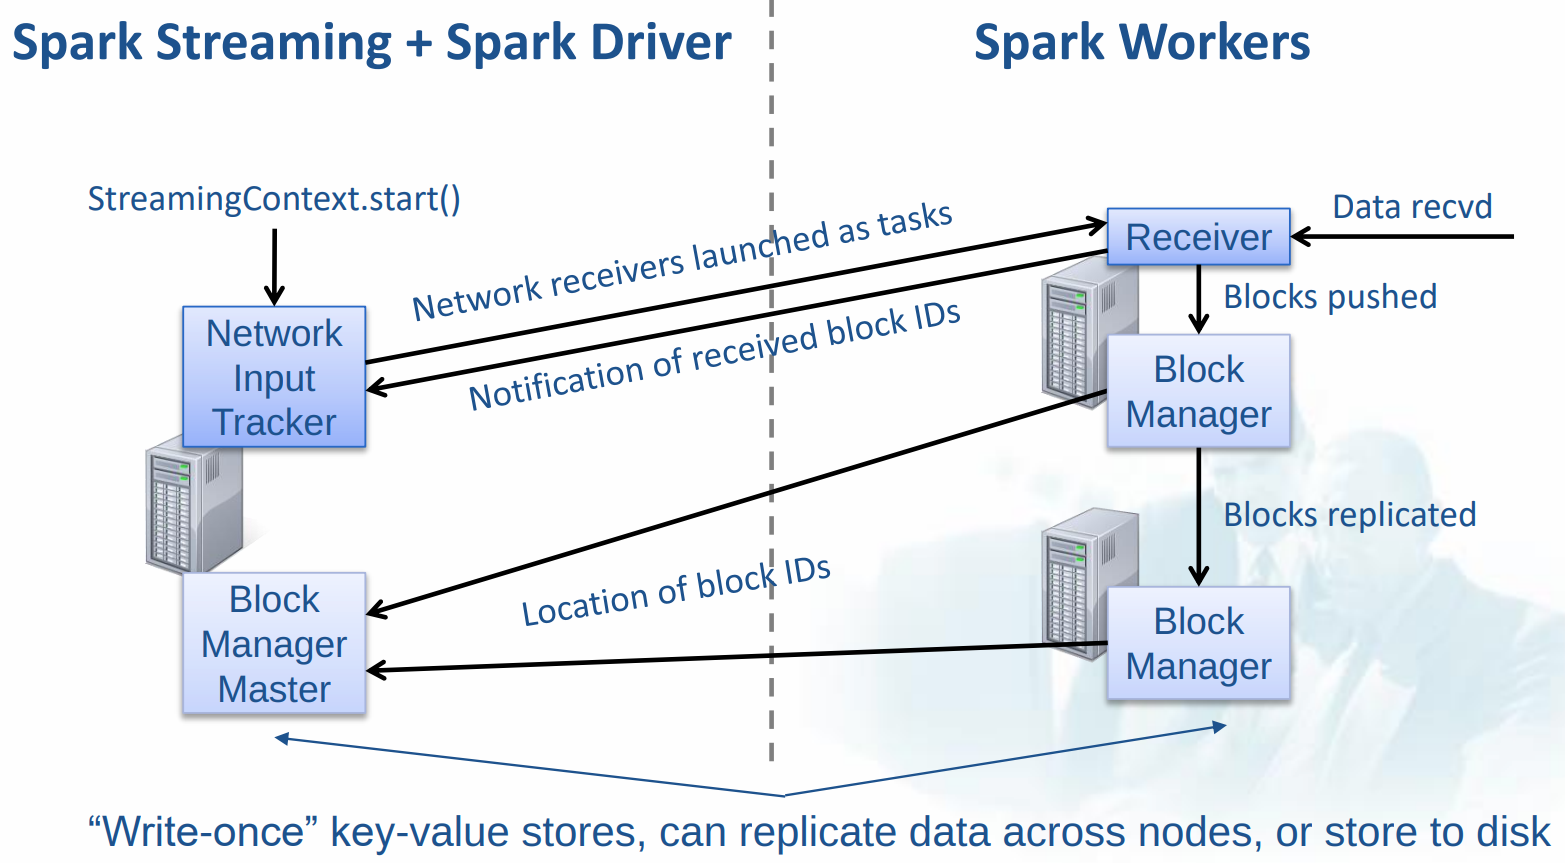 Spark Streaming + Spark Driver
Spark Workers
StreamingContext.start()
Network
Input
Tracker
Network receivers launched as tasks
Notification of received block IDs
Receiver
Data recvd
Blocks pushed
Block
Manager
Blocks replicated
Location of block IDs
Block
Manager
Master
Block
Manager
“Write-once” key-value stores, can replicate data across nodes, or store to disk